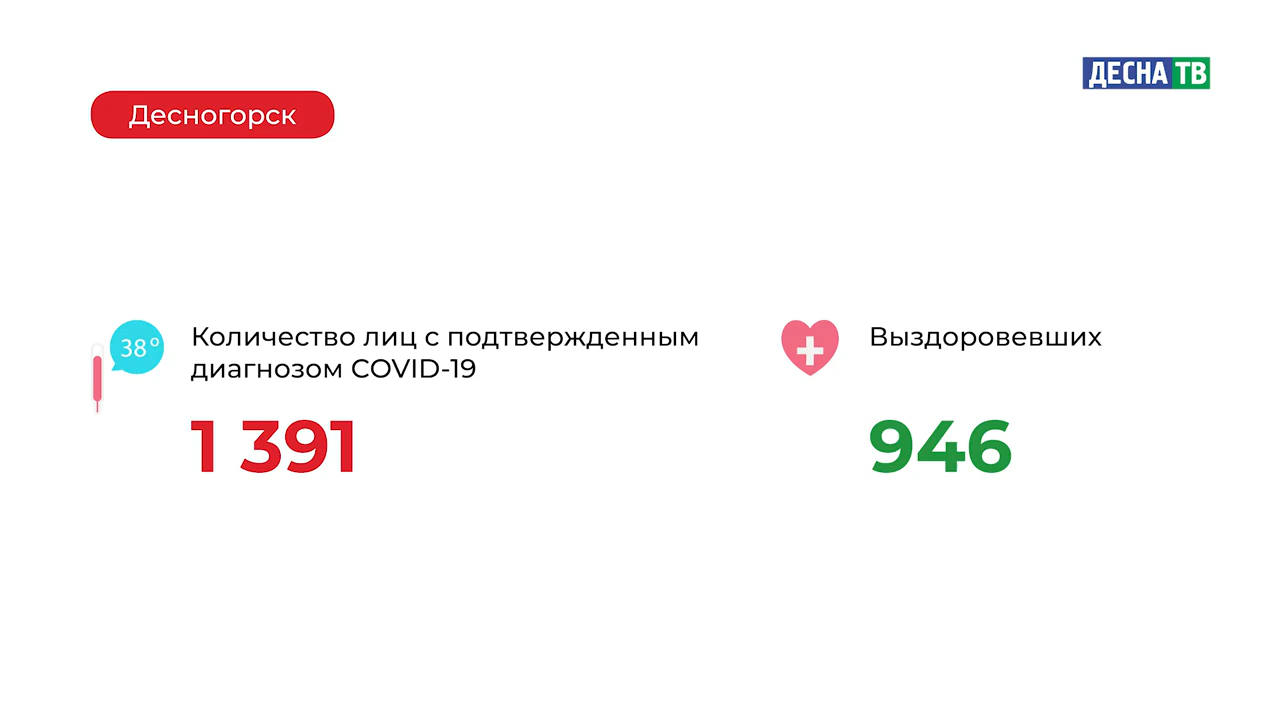 ДЕСНА ТВ
Десногорск
38°
Количество лиц с подтвержденным
диагнозом COVID-19
1 391
Выздоровевших
946